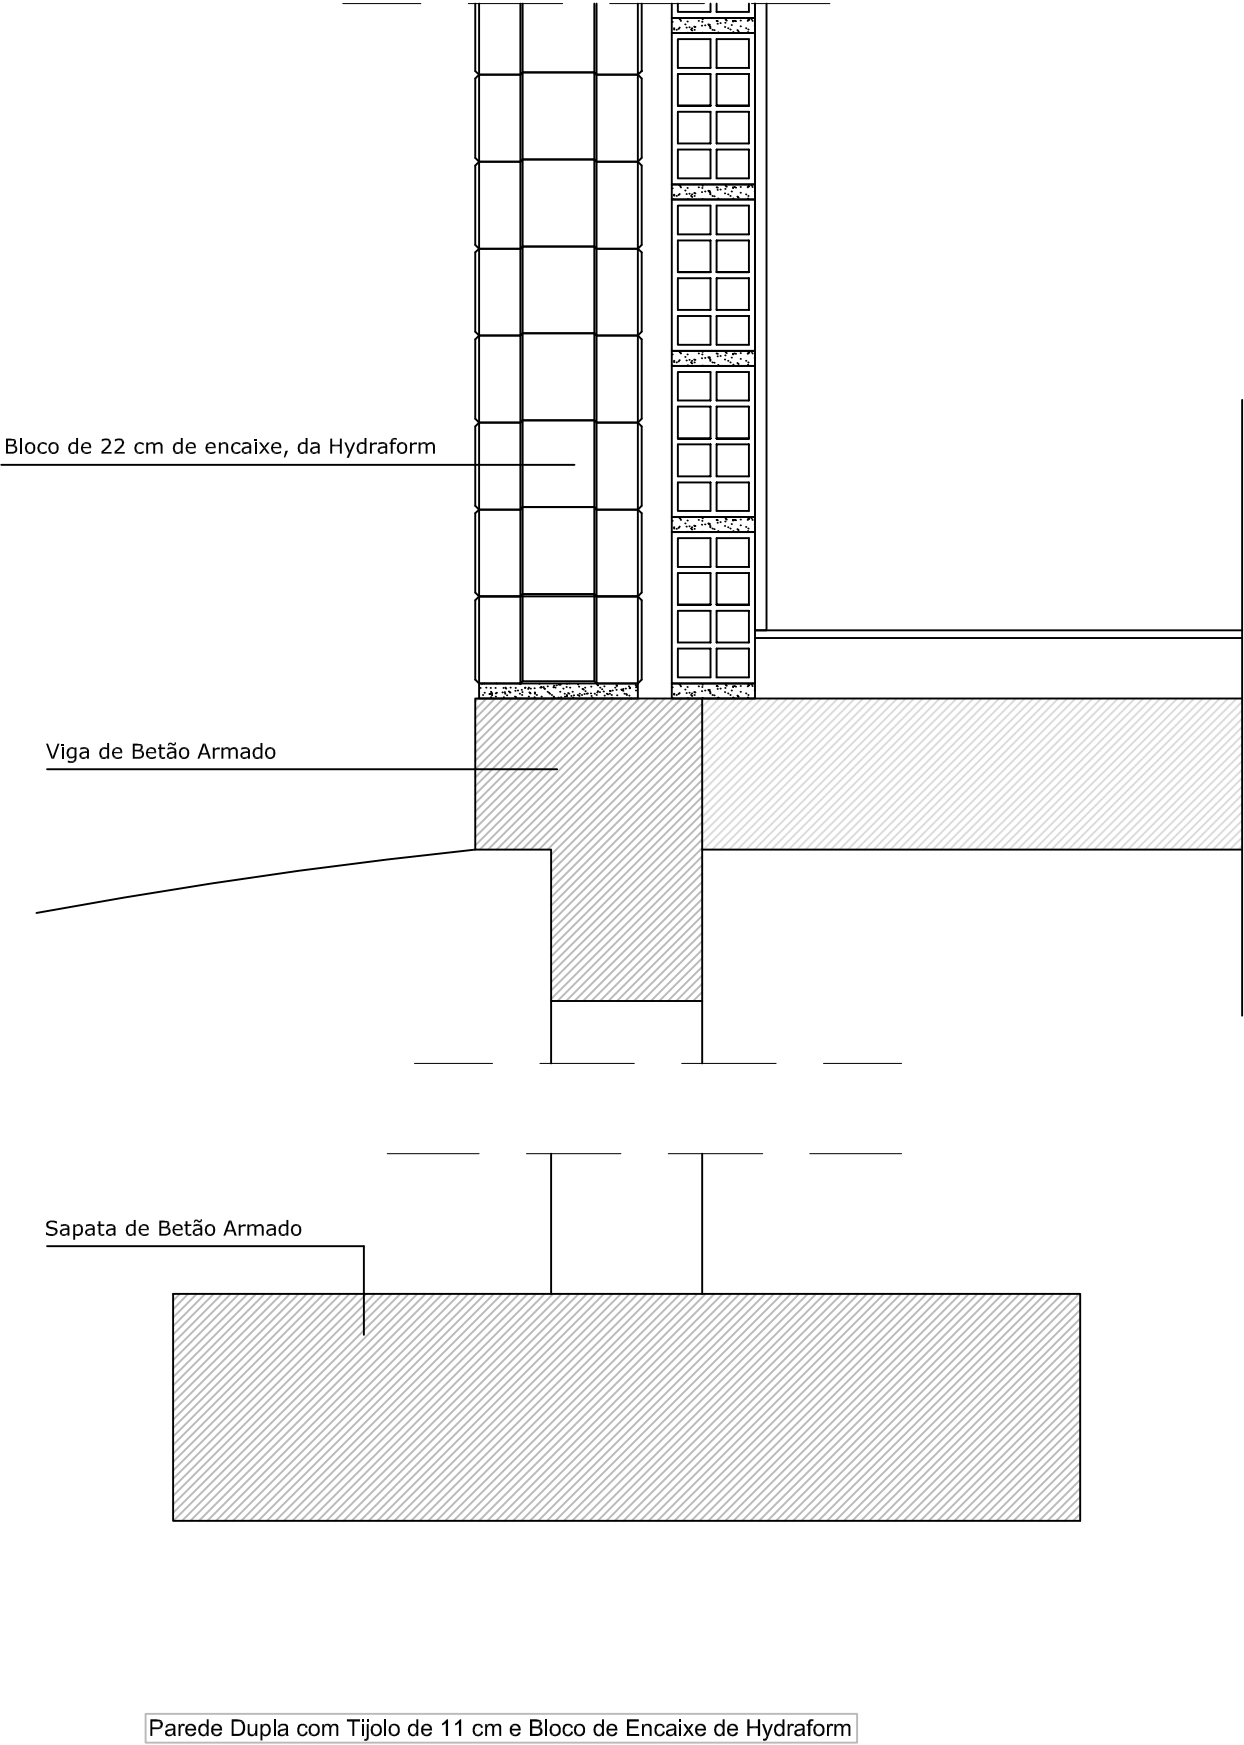 Bloco de 22 cm de encaixe, da Hydraform
Viga de Betão Armado
Sapata de Betão Armado
Parede Dupla com Tijolo de 11 cm e Bloco de Encaixe de Hydraform